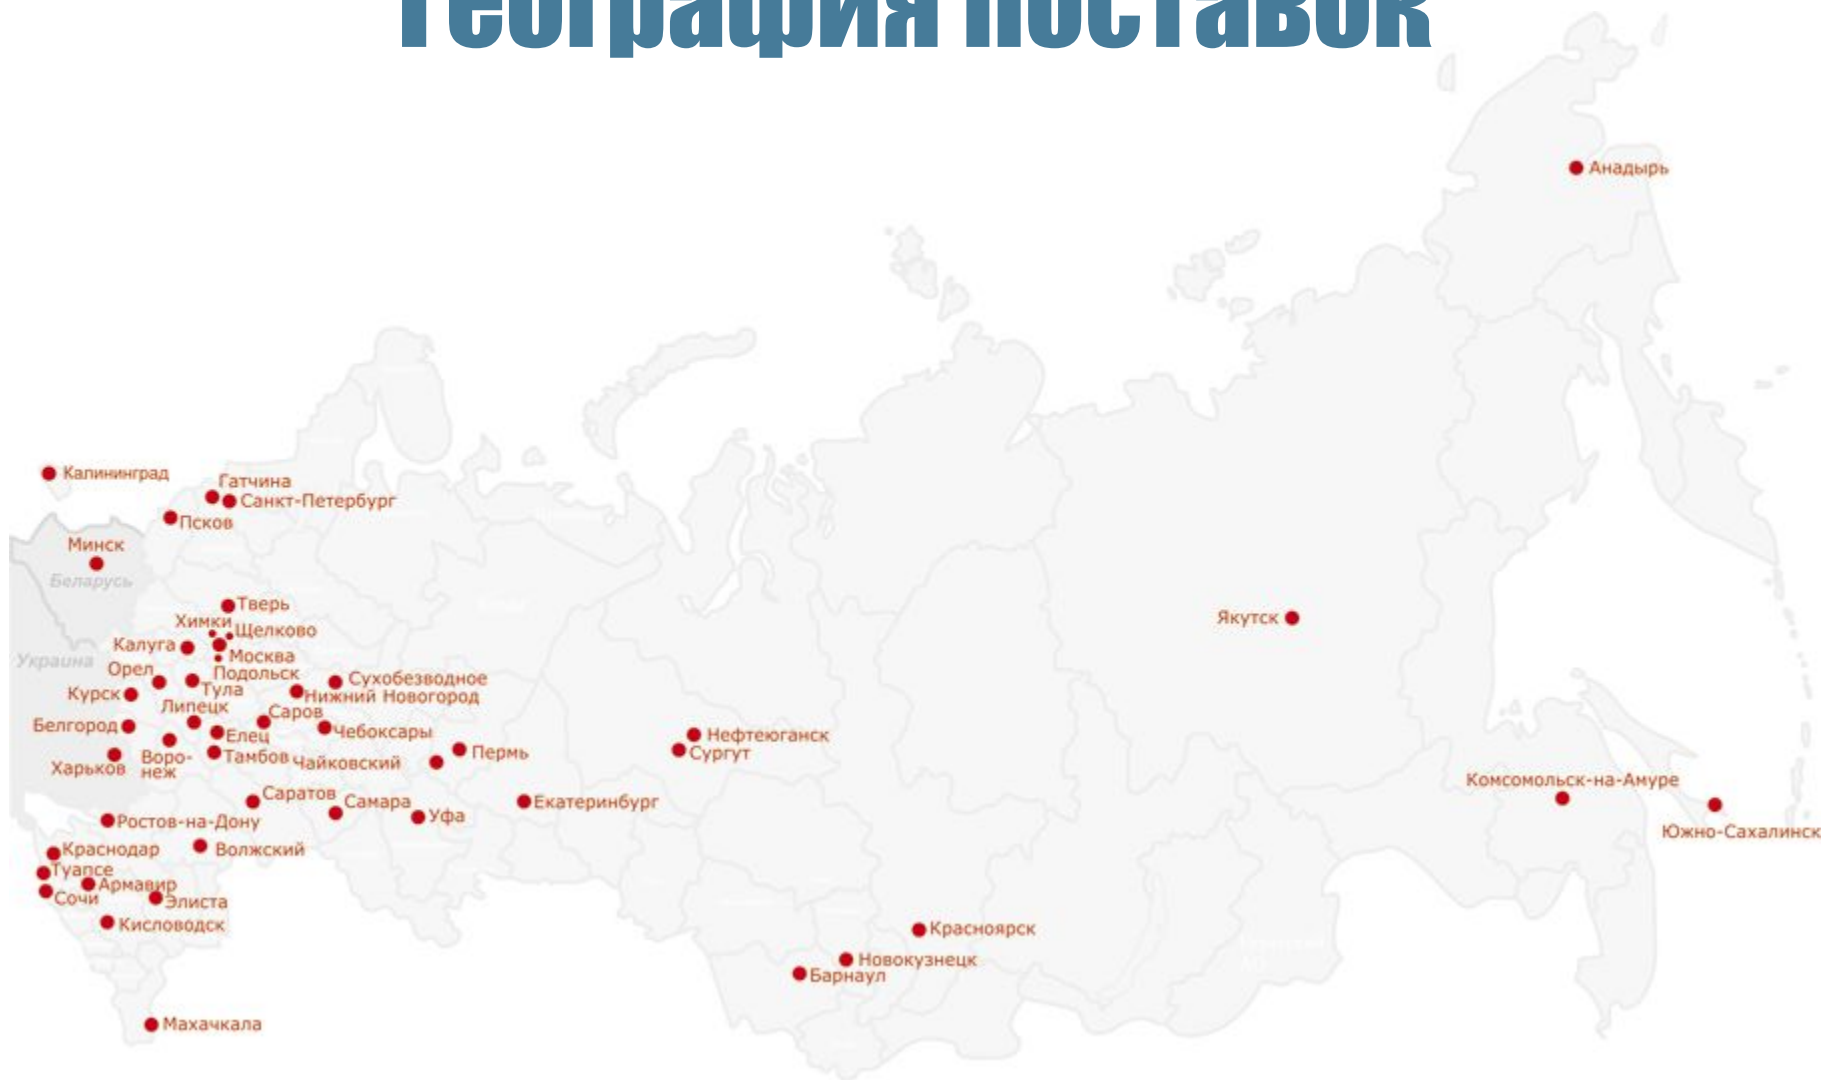 География поставок
Анадырь
Калининград
Гатчина
Санкт-Петербург
Псков
Минск
Беларусь
Тверь
Химки
Щелково
Якутск
Калуга
Москва
Украина
Орел
Подольск
Сухобезводное
Курск
Тула
Нижний Новогород
Липецк
Саров
Белгород
Елец
Чебоксары
Нефтеюганск
Харьков
Воро-
неж
Тамбов
Чайковский
Пермь
Сургут
Комсомольск-на-Амуре
Саратов
Самара
Екатеринбург
Ростов-на-Дону
Уфа
Южно-Сахалинск
Краснодар
Волжский
Туапсе
Армавир
Сочи
Элиста
Кисловодск
Красноярск
Новокузнецк
Барнаул
Махачкала